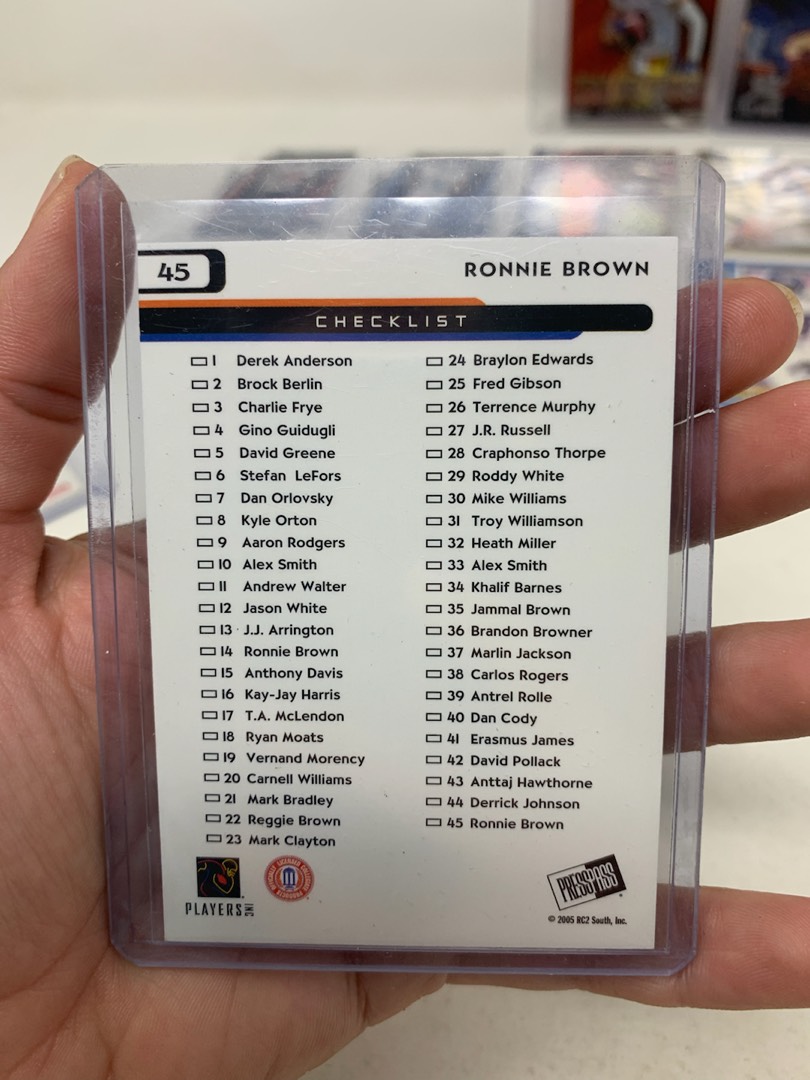 45
RONNIE BROWN
CHECKLIST
1 Derek Anderson
2 Brock Berlin
3 Charlie Frye
4 Gino Guidugli
5 David Greene
6 Stefan LeFors
7 Dan Orlovsky
8 Kyle Orton
9 Aaron Rodgers
10 Alex Smith
11 Andrew Walter
12 Jason White
13 J.J. Arrington
14 Ronnie Brown
15 Anthony Davis
16 Kay-Jay Harris
17 T.A. McLendon
18 Ryan Moats
19 Vernand Morency
20 Carnell Williams
21 Mark Bradley
22 Reggie Brown
23 Mark Clayton
24 Braylon Edwards
25 Fred Gibson
26 Terrence Murphy
27 J.R. Russell
28 Craphonso Thorpe
29 Roddy White
30 Mike Williams
31 Troy Williamson
32 Heath Miller
33 Alex Smith
34 Khalif Barnes
35 Jammal Brown
36 Brandon Browner
37 Marlin Jackson
38 Carlos Rogers
39 Antrel Rolle
40 Dan Cody
41 Erasmus James
42 David Pollack
43 Anttaj Hawthorne
44 Derrick Johnson
45 Ronnie Brown
PLAYERS INC
OFFICIALLY LICENSED COLLEGIATE PRODUCTS
PRESS PASS
© 2005 RC2 South, Inc.